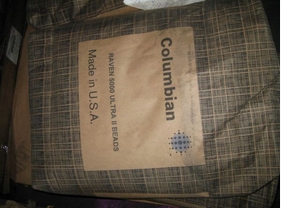 Columbian
RAVEN 5000 ULTRA II BEADS
Made in U.S.A.